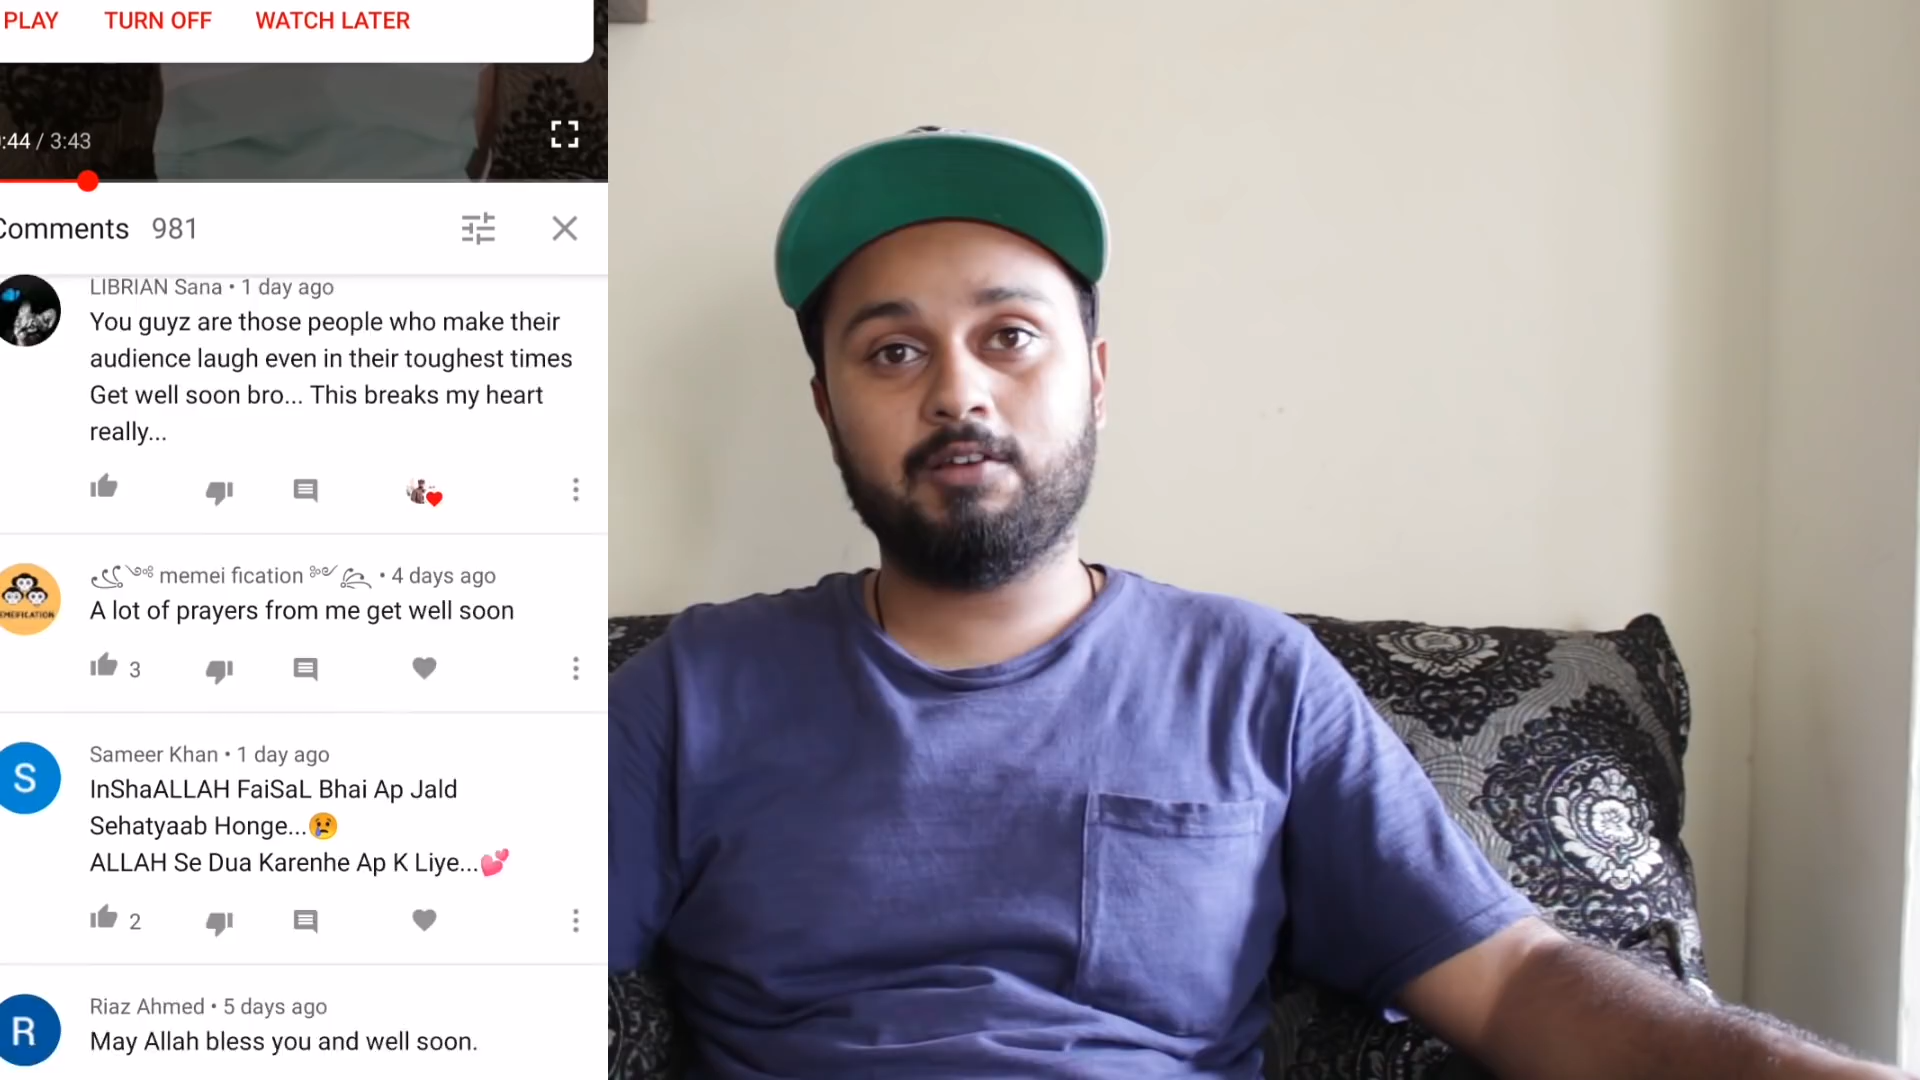 PLAY TURN OFF WATCH LATER
:44 / 3:43
Comments 981
LIBRIAN Sana • 1 day ago
You guyz are those people who make their
audience laugh even in their toughest times
Get well soon bro... This breaks my heart
really...
memei fication • 4 days ago
A lot of prayers from me get well soon
3
S
Sameer Khan • 1 day ago
InShaALLAH FaiSaL Bhai Ap Jald
Sehatyaab Honge...😢
ALLAH Se Dua Karenhe Ap K Liye...💕
2
R
Riaz Ahmed • 5 days ago
May Allah bless you and well soon.